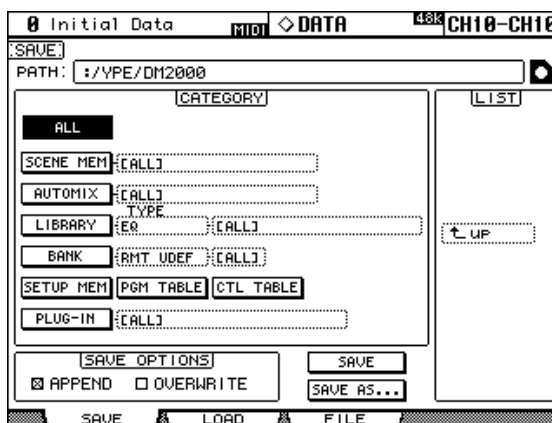 0 Initial Data MIDI ◇DATA 48K CH10-CH16
SAVE
PATH: :/YPE/DM2000
CATEGORY LIST
ALL
SCENE MEM [ALL]
AUTOMIX [ALL]
TYPE
LIBRARY EQ [ALL]
UP
BANK RMT UDEF [ALL]
SETUP MEM PGM TABLE CTL TABLE
PLUG-IN [ALL]
SAVE OPTIONS SAVE
APPEND OVERWRITE SAVE AS...
SAVE LOAD FILE